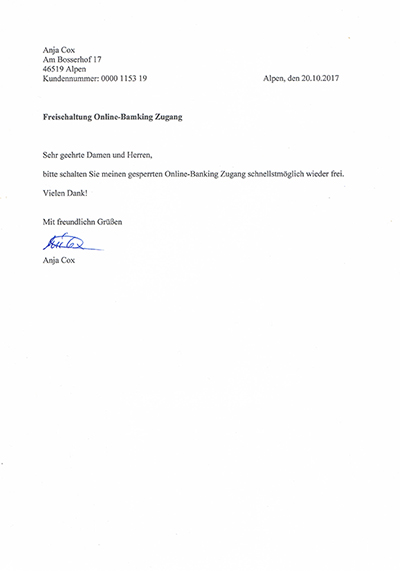 Anja Cox
Am Bosserhof 17
46519 Alpen
Kundennummer: 0000 1153 19
Alpen, den 20.10.2017
Freischaltung Online-Bamking Zugang
Sehr geehrte Damen und Herren,
bitte schalten Sie meinen gesperrten Online-Banking Zugang schnellstmöglich wieder frei.
Vielen Dank!
Mit freundlichn Grüßen
Anja Cox